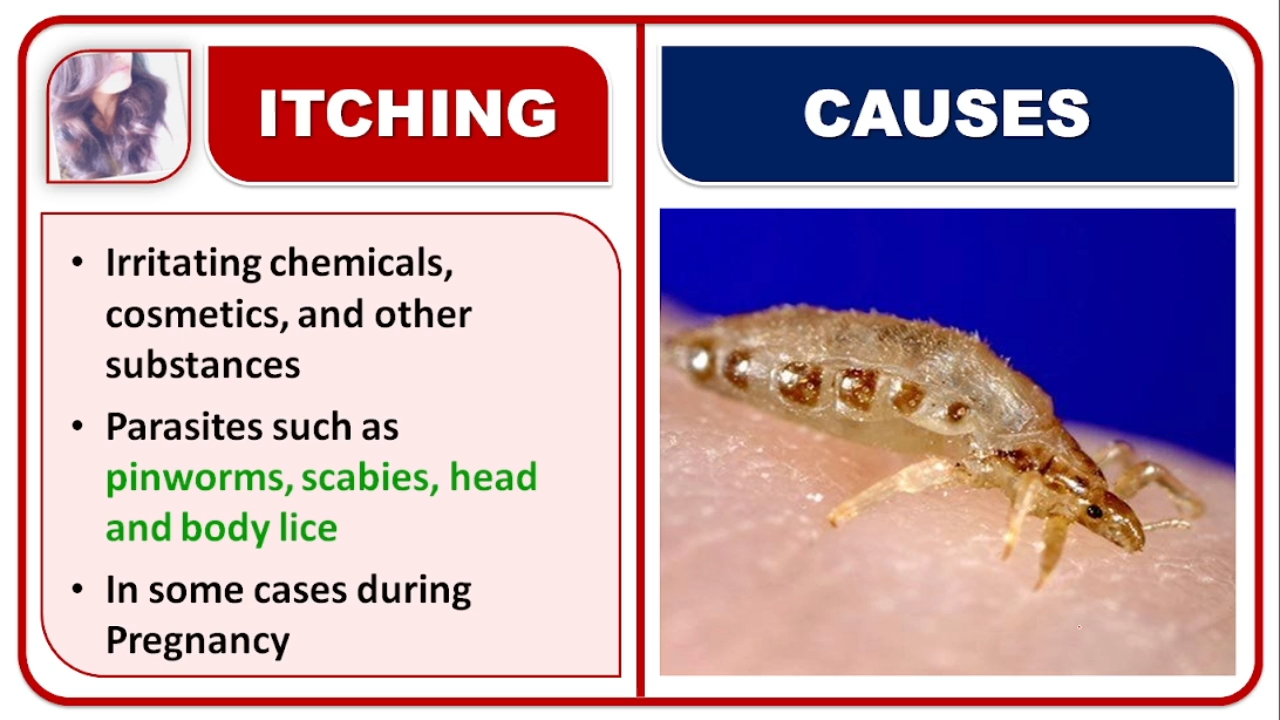 ITCHING
CAUSES
• Irritating chemicals,
cosmetics, and other
substances
• Parasites such as
pinworms, scabies, head
and body lice
• In some cases during
Pregnancy